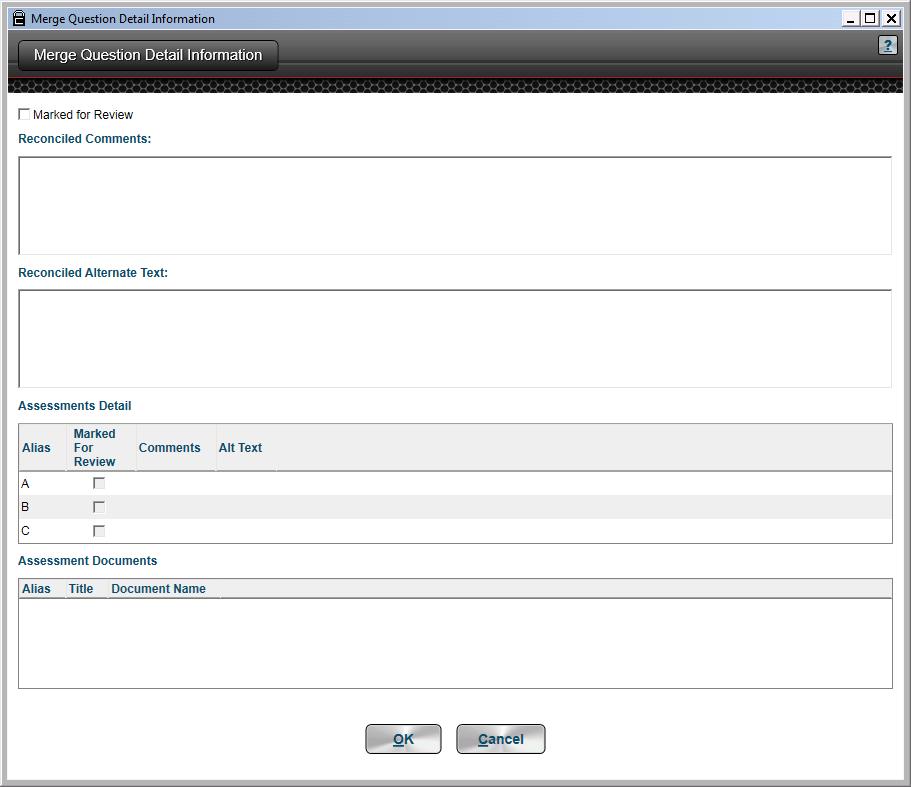 Merge Question Detail Information
Merge Question Detail Information
?
Marked for Review
Reconciled Comments:
Reconciled Alternate Text:
Assessments Detail
Alias Marked For Review Comments Alt Text
A
B
C
Assessment Documents
Alias Title Document Name
OK Cancel